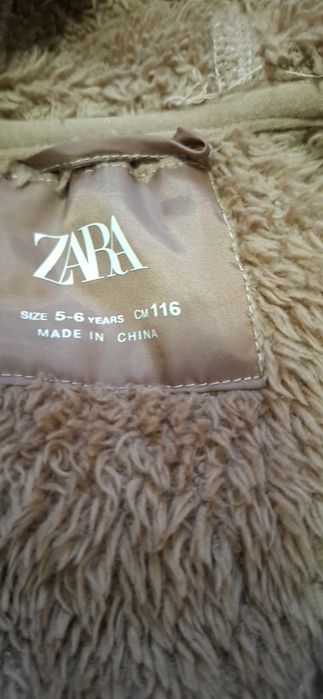 ZARA
SIZE 5-6 YEARS CM 116
MADE IN CHINA